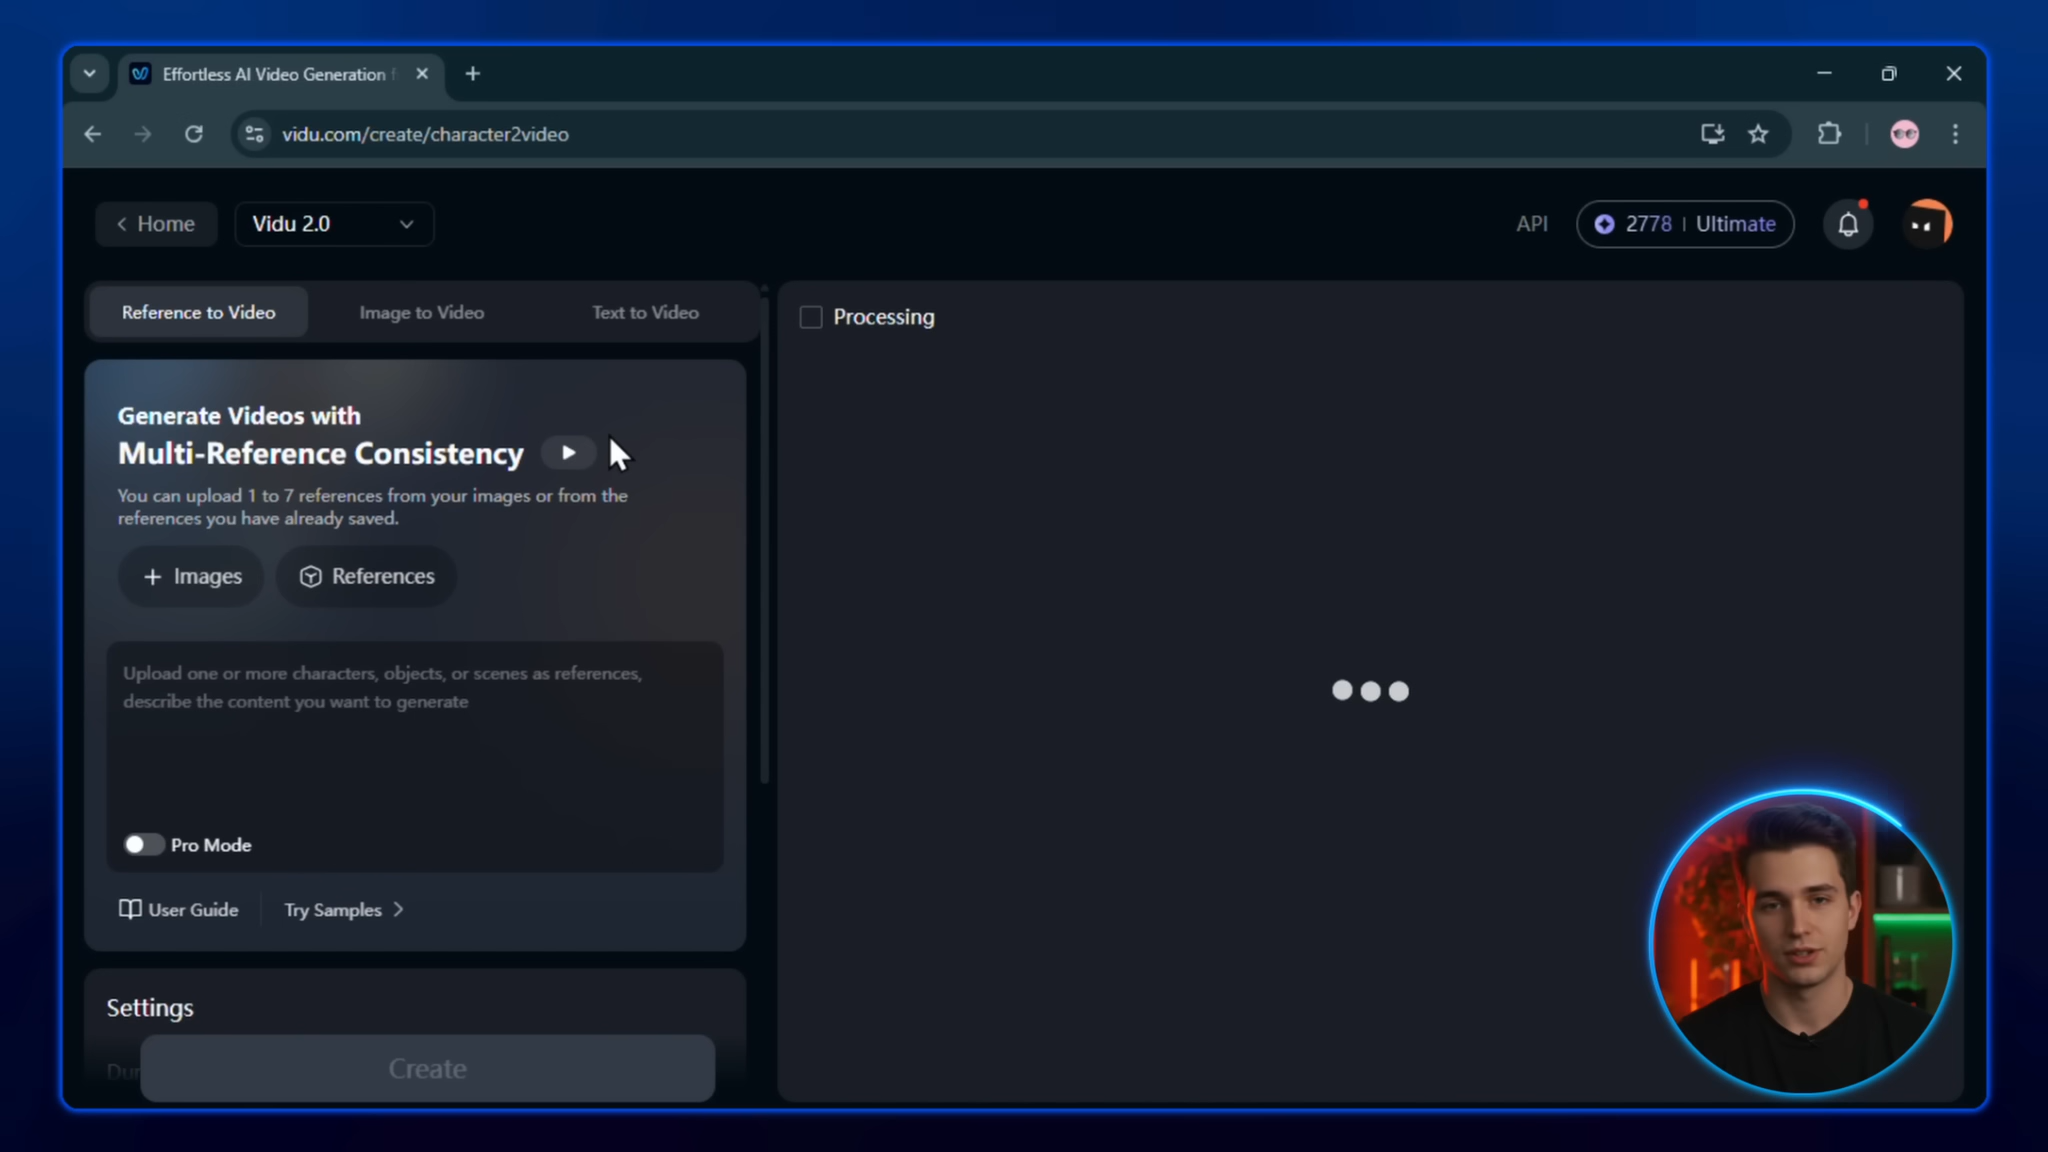 Effortless AI Video Generation
vidu.com/create/character2video
Home
Vidu 2.0
API
2778 | Ultimate
Reference to Video
Image to Video
Text to Video
Processing
Generate Videos with
Multi-Reference Consistency
You can upload 1 to 7 references from your images or from the
references you have already saved.
+ Images
References
Upload one or more characters, objects, or scenes as references,
describe the content you want to generate
Pro Mode
User Guide
Try Samples
Settings
Create